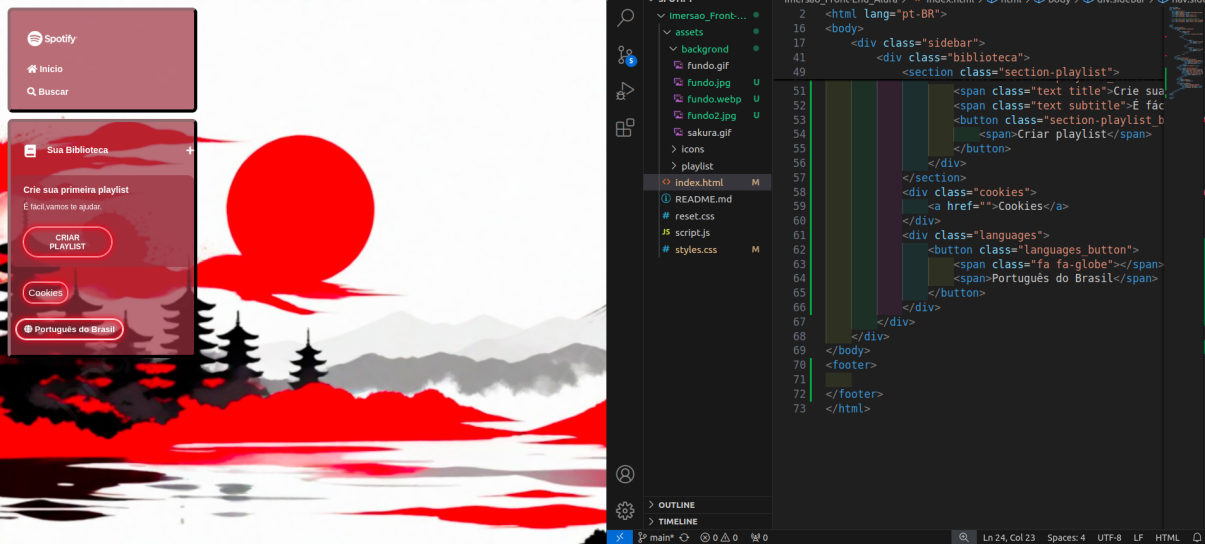 Spotify
Inicio
Buscar
Sua Biblioteca
+
Crie sua primeira playlist
É fácil,vamos te ajudar.
CRIAR
PLAYLIST
Cookies
Português do Brasil
5
Imersao_Front-...
assets
backgrond
fundo.gif
fundo.jpg U
fundo.webp U
fundo2.jpg U
sakura.gif
icons
playlist
<> index.html M
README.md
# reset.css
JS script.js
# styles.css M
OUTLINE
TIMELINE
2 <html lang="pt-BR">
16 <body>
17 <div class="sidebar">
41 <div class="biblioteca">
49 <section class="section-playlist">
51 <span class="text title">Crie sua
52 <span class="text subtitle">É fác
53 <button class="section-playlist_b
54 <span>Criar playlist</span>
55 </button>
56 </div>
57 </section>
58 <div class="cookies">
59 <a href="">Cookies</a>
60 </div>
61 <div class="languages">
62 <button class="languages_button">
63 <span class="fa fa-globe"></span>
64 <span>Português do Brasil</span>
65 </button>
66 </div>
67 </div>
68 </div>
69 </body>
70 <footer>
71
72 </footer>
73 </html>
main* 0 0 0 Ln 24, Col 23 Spaces: 4 UTF-8 LF HTML